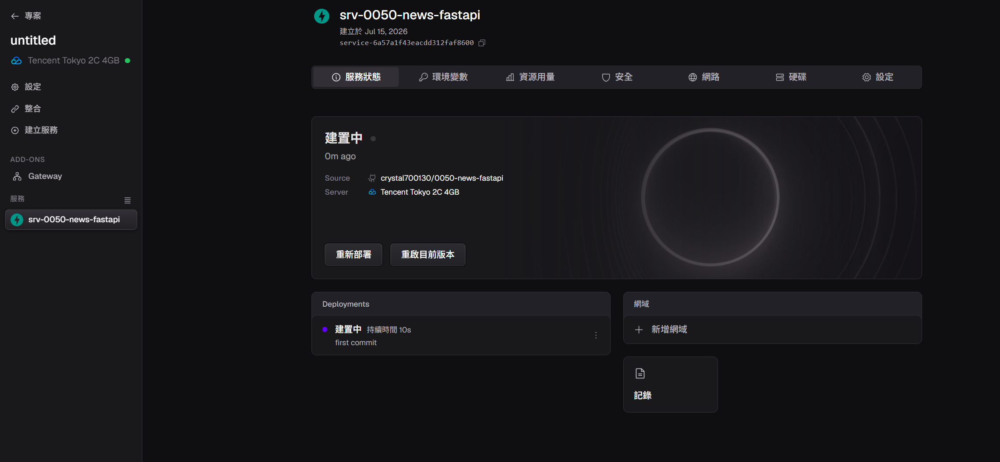 專案
untitled
Tencent Tokyo 2C 4GB
設定
整合
建立服務
ADD-ONS
Gateway
服務
srv-0050-news-fastapi
srv-0050-news-fastapi
建立於 Jul 15, 2026
service-6a57a1f43eacdd312faf8600
服務狀態
環境變數
資源用量
安全
網路
硬碟
設定
建置中
0m ago
Source crystal700130/0050-news-fastapi
Server Tencent Tokyo 2C 4GB
重新部署
重啟目前版本
Deployments
建置中 持續時間 10s
first commit
網域
新增網域
記錄